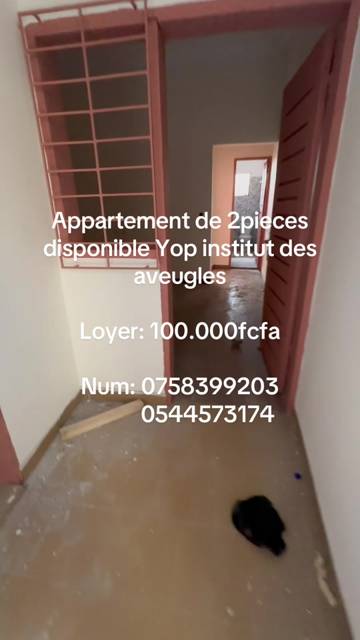 Appartement de 2pieces
disponible Yop institut des
aveugles
Loyer: 100.000fcfa
Num: 0758399203
0544573174